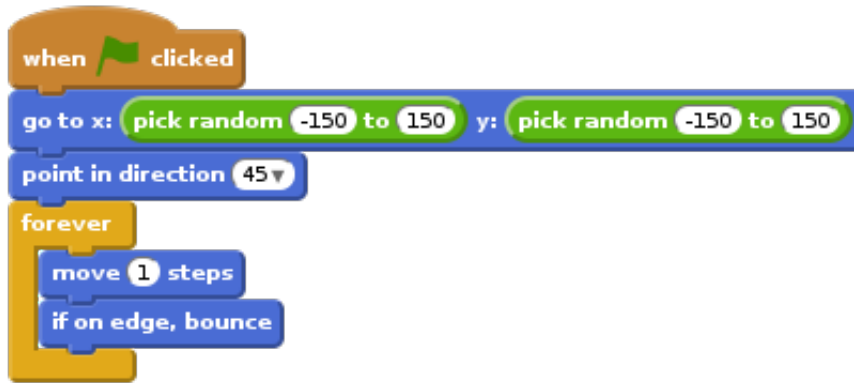 when clicked
go to x: pick random -150 to 150 y: pick random -150 to 150
point in direction 45
forever
move 1 steps
if on edge, bounce